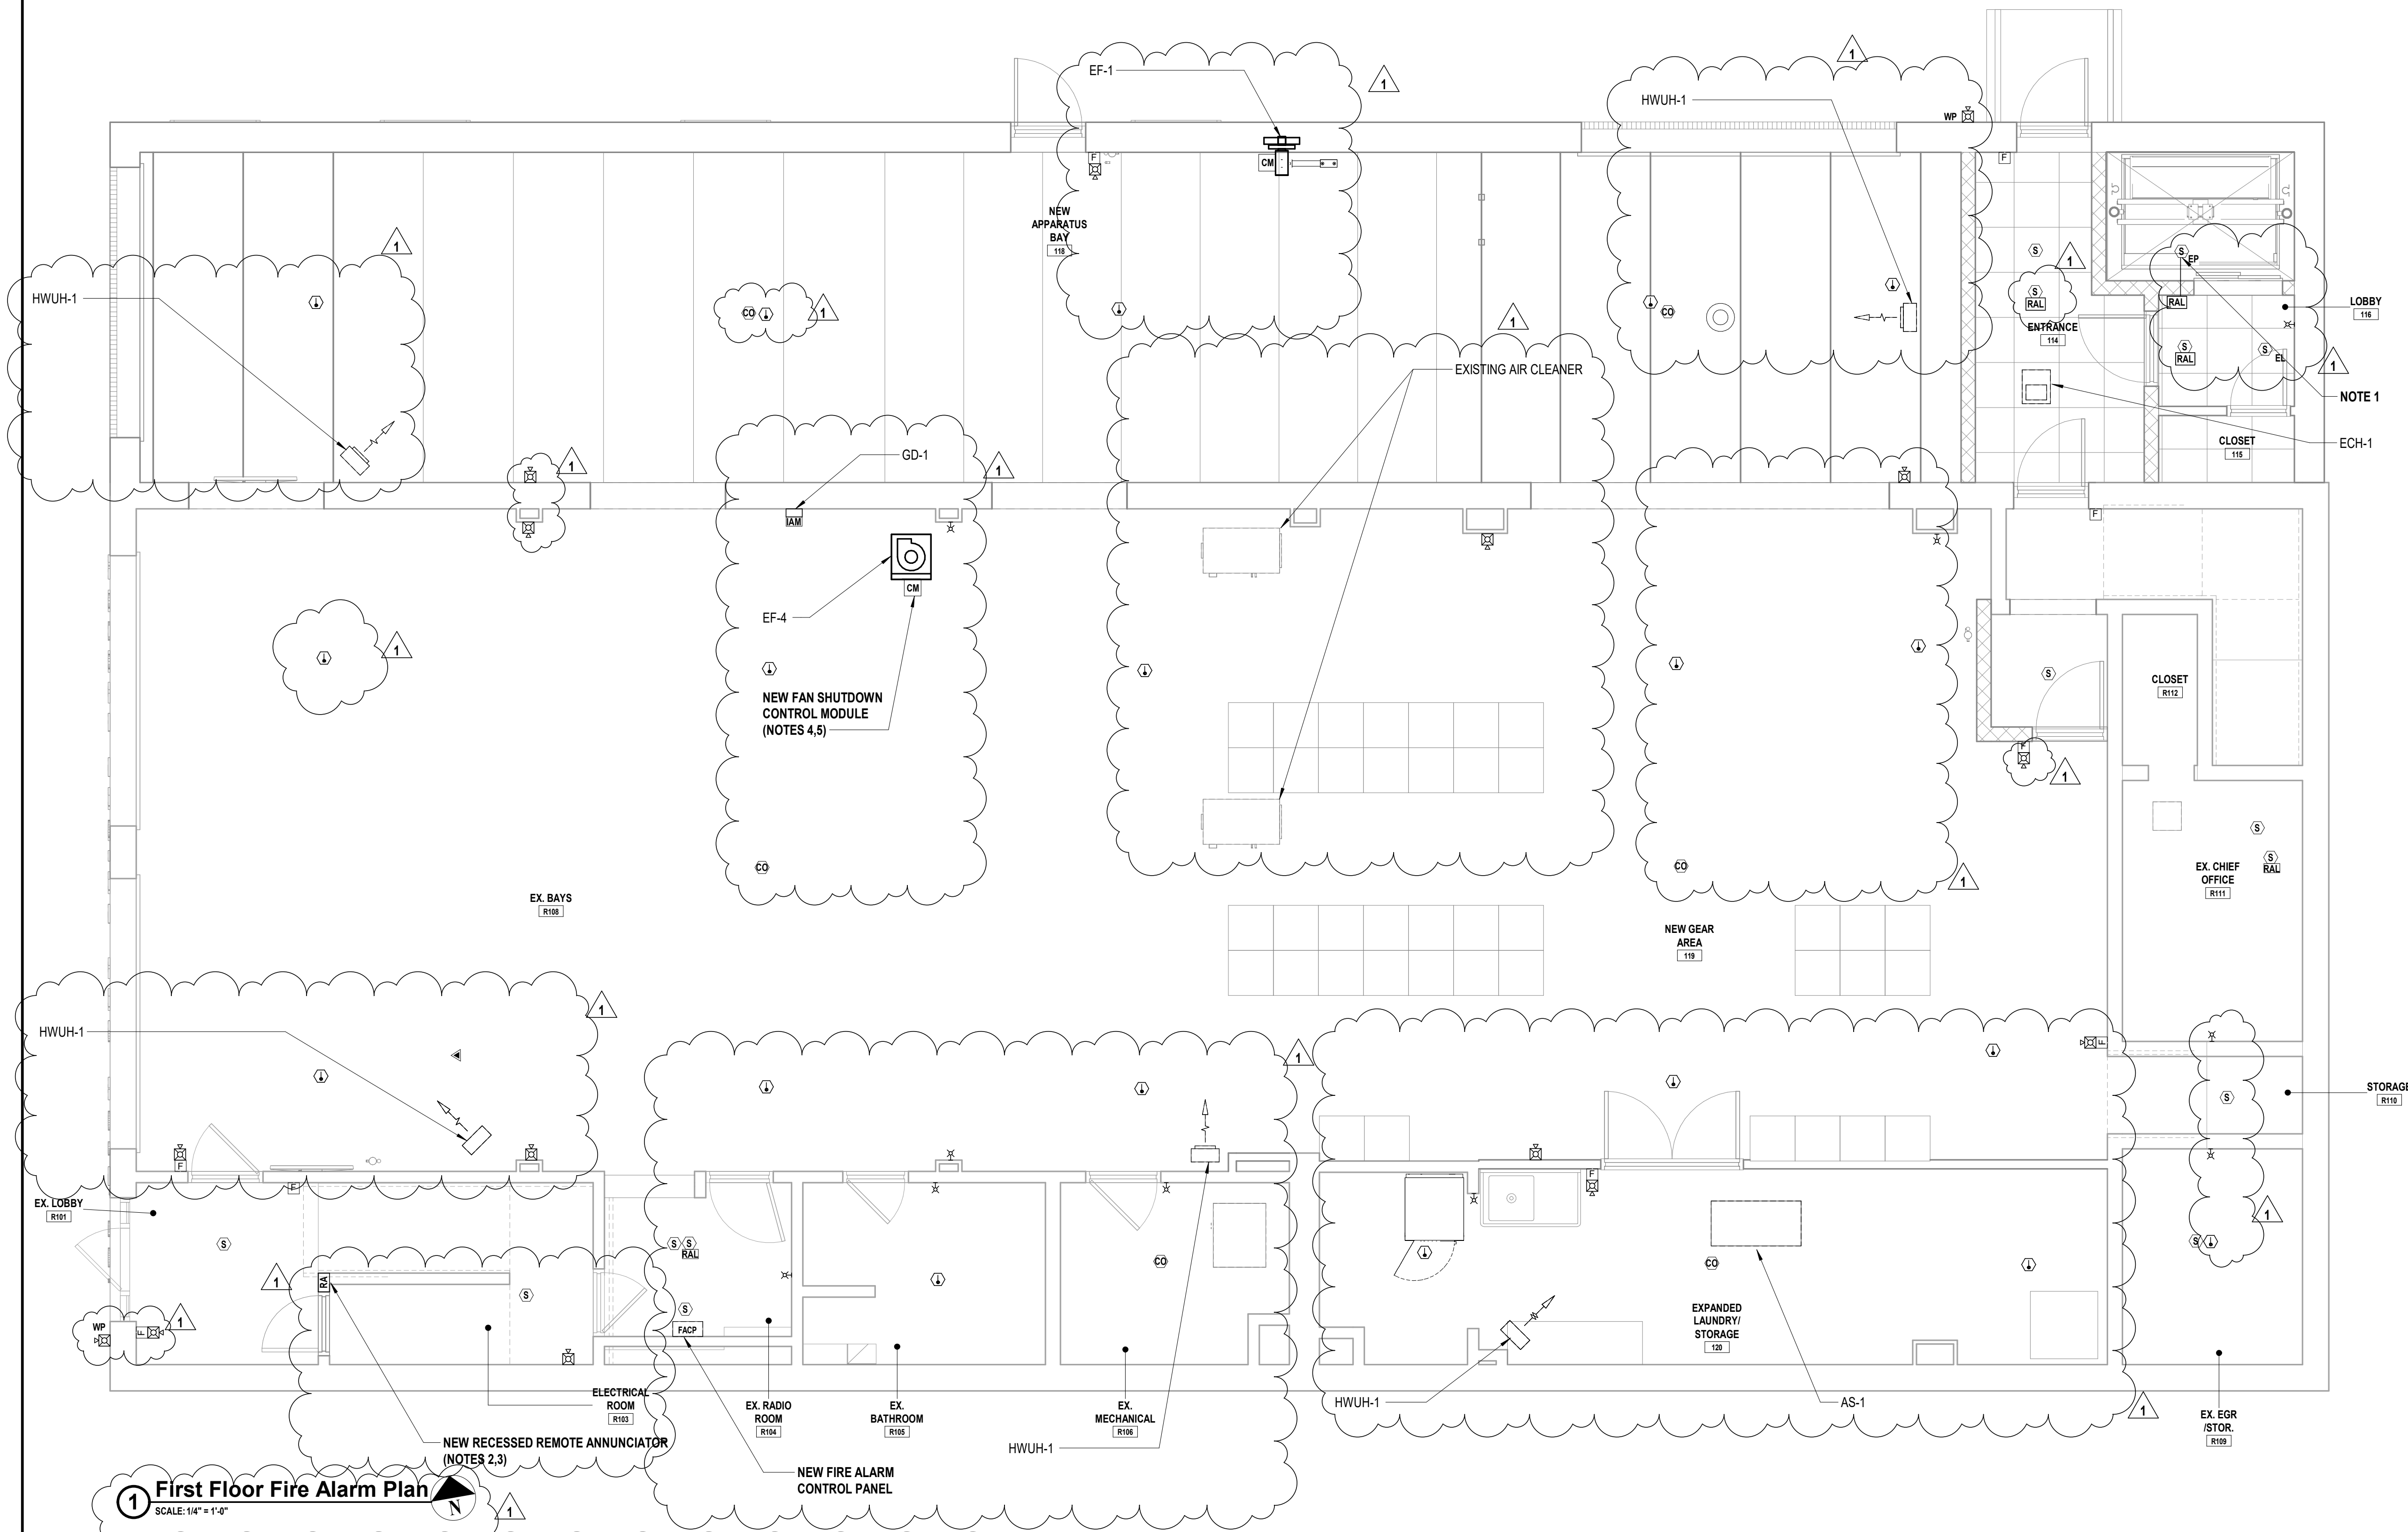 EF-1
1
1
HWUH-1
WP
F
CM
F
NEW
APPARATUS
BAY
118
S
S
EP
1
1
HWUH-1
CO
1
CO
S
RAL
1
RAL
LOBBY
116
ENTRANCE
114
S
RAL
S
EL
1
EXISTING AIR CLEANER
NOTE 1
CLOSET
115
ECH-1
1
GD-1
1
IAM
F
CM
EF-4
1
S
NEW FAN SHUTDOWN
CONTROL MODULE
(NOTES 4,5)
CLOSET
R112
F
1
S
CO
CO
S
RAL
EX. CHIEF
OFFICE
R111
1
EX. BAYS
R108
NEW GEAR
AREA
119
1
HWUH-1
1
F
STORAGE
R110
S
F
F
F
EX. LOBBY
R101
1
S
S
S
RAL
CO
CO
S
1
RA
S
S
WP
F
1
FACP
EXPANDED
LAUNDRY/
STORAGE
120
ELECTRICAL
ROOM
R103
EX. RADIO
ROOM
R104
EX.
BATHROOM
R105
EX.
MECHANICAL
R106
HWUH-1
AS-1
1
EX. EGR
/STOR.
R109
NEW RECESSED REMOTE ANNUNCIATOR
(NOTES 2,3)
HWUH-1
NEW FIRE ALARM
CONTROL PANEL
1
First Floor Fire Alarm Plan
SCALE: 1/4" = 1'-0"
N
1